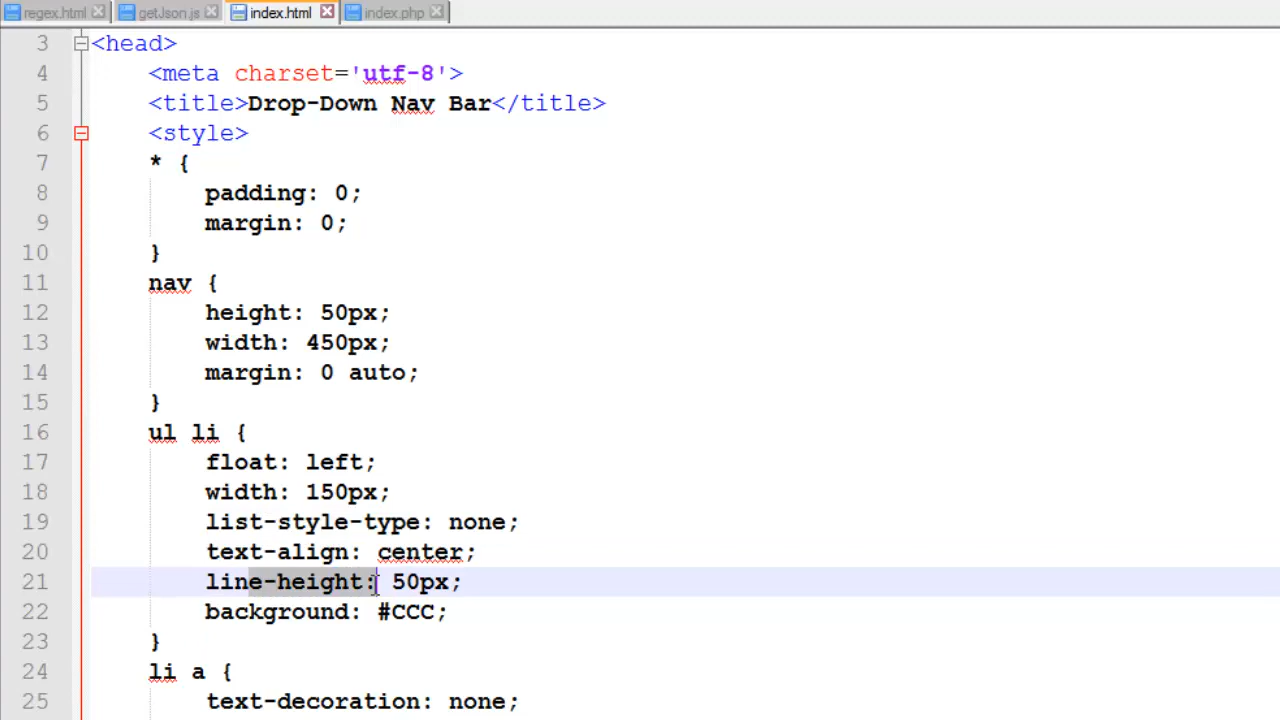 regex.html getJson.js index.html index.php
3 <head>
4 <meta charset='utf-8'>
5 <title>Drop-Down Nav Bar</title>
6 <style>
7 * {
8 padding: 0;
9 margin: 0;
10 }
11 nav {
12 height: 50px;
13 width: 450px;
14 margin: 0 auto;
15 }
16 ul li {
17 float: left;
18 width: 150px;
19 list-style-type: none;
20 text-align: center;
21 line-height: 50px;
22 background: #CCC;
23 }
24 li a {
25 text-decoration: none;